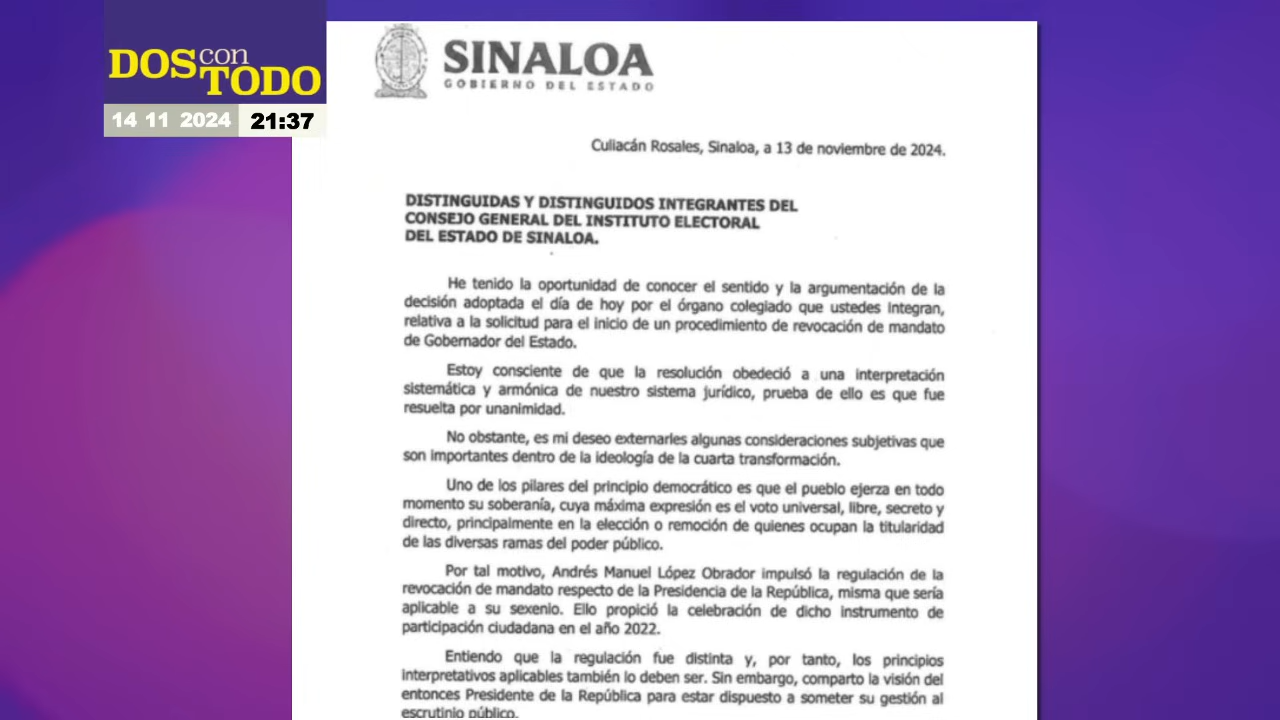 DOS con
TODO
14 11 2024 21:37
SINALOA
GOBIERNO DEL ESTADO
Culiacán Rosales, Sinaloa, a 13 de noviembre de 2024.
DISTINGUIDAS Y DISTINGUIDOS INTEGRANTES DEL
CONSEJO GENERAL DEL INSTITUTO ELECTORAL
DEL ESTADO DE SINALOA.
He tenido la oportunidad de conocer el sentido y la argumentación de la
decisión adoptada el día de hoy por el órgano colegiado que ustedes integran,
relativa a la solicitud para el inicio de un procedimiento de revocación de mandato
de Gobernador del Estado.
Estoy consciente de que la resolución obedeció a una interpretación
sistemática y armónica de nuestro sistema jurídico, prueba de ello es que fue
resuelta por unanimidad.
No obstante, es mi deseo externarles algunas consideraciones subjetivas que
son importantes dentro de la ideología de la cuarta transformación.
Uno de los pilares del principio democrático es que el pueblo ejerza en todo
momento su soberanía, cuya máxima expresión es el voto universal, libre, secreto y
directo, principalmente en la elección o remoción de quienes ocupan la titularidad
de las diversas ramas del poder público.
Por tal motivo, Andrés Manuel López Obrador impulsó la regulación de la
revocación de mandato respecto de la Presidencia de la República, misma que sería
aplicable a su sexenio. Ello propició la celebración de dicho instrumento de
participación ciudadana en el año 2022.
Entiendo que la regulación fue distinta y, por tanto, los principios
interpretativos aplicables también lo deben ser. Sin embargo, comparto la visión del
entonces Presidente de la República para estar dispuesto a someter su gestión al
escrutinio público.